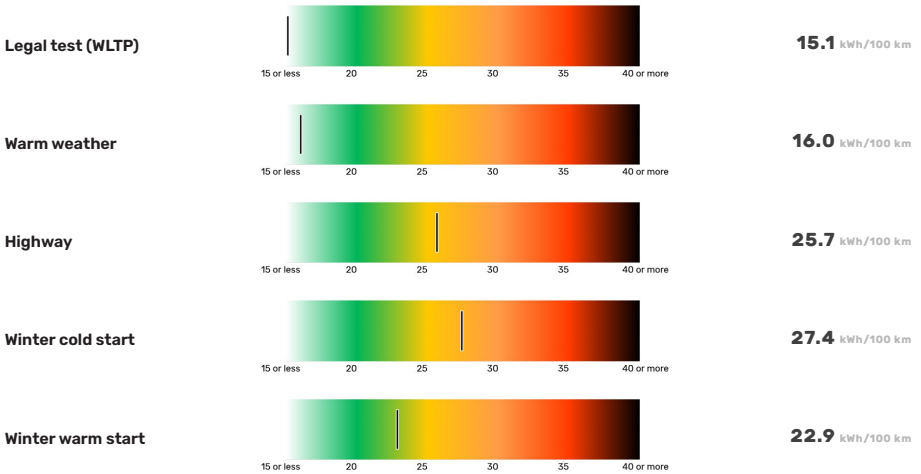 Legal test (WLTP) 15.1 kWh/100 km
15 or less 20 25 30 35 40 or more
Warm weather 16.0 kWh/100 km
15 or less 20 25 30 35 40 or more
Highway 25.7 kWh/100 km
15 or less 20 25 30 35 40 or more
Winter cold start 27.4 kWh/100 km
15 or less 20 25 30 35 40 or more
Winter warm start 22.9 kWh/100 km
15 or less 20 25 30 35 40 or more